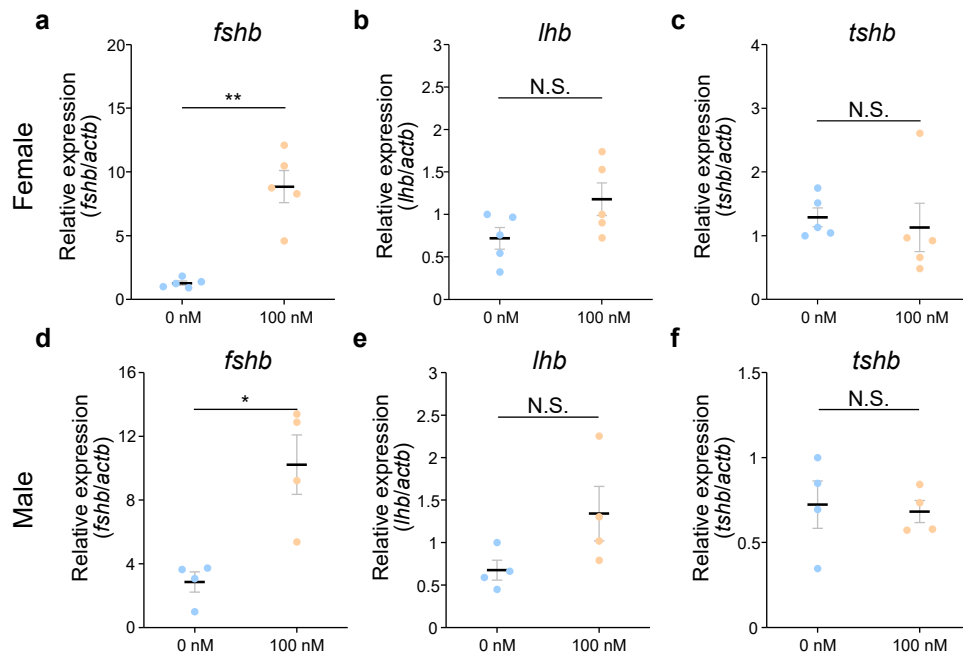 a
fshb
20
15
10
5
0
**
0 nM
100 nM
Relative expression
(fshb/actb)
Female
b
lhb
3
2.5
2
1.5
1
0.5
0
N.S.
0 nM
100 nM
Relative expression
(lhb/actb)
c
tshb
4
3
2
1
0
N.S.
0 nM
100 nM
Relative expression
(tshb/actb)
d
fshb
16
12
8
4
0
*
0 nM
100 nM
Relative expression
(fshb/actb)
Male
e
lhb
3
2.5
2
1.5
1
0.5
0
N.S.
0 nM
100 nM
Relative expression
(lhb/actb)
f
tshb
1.5
1
0.5
0
N.S.
0 nM
100 nM
Relative expression
(tshb/actb)